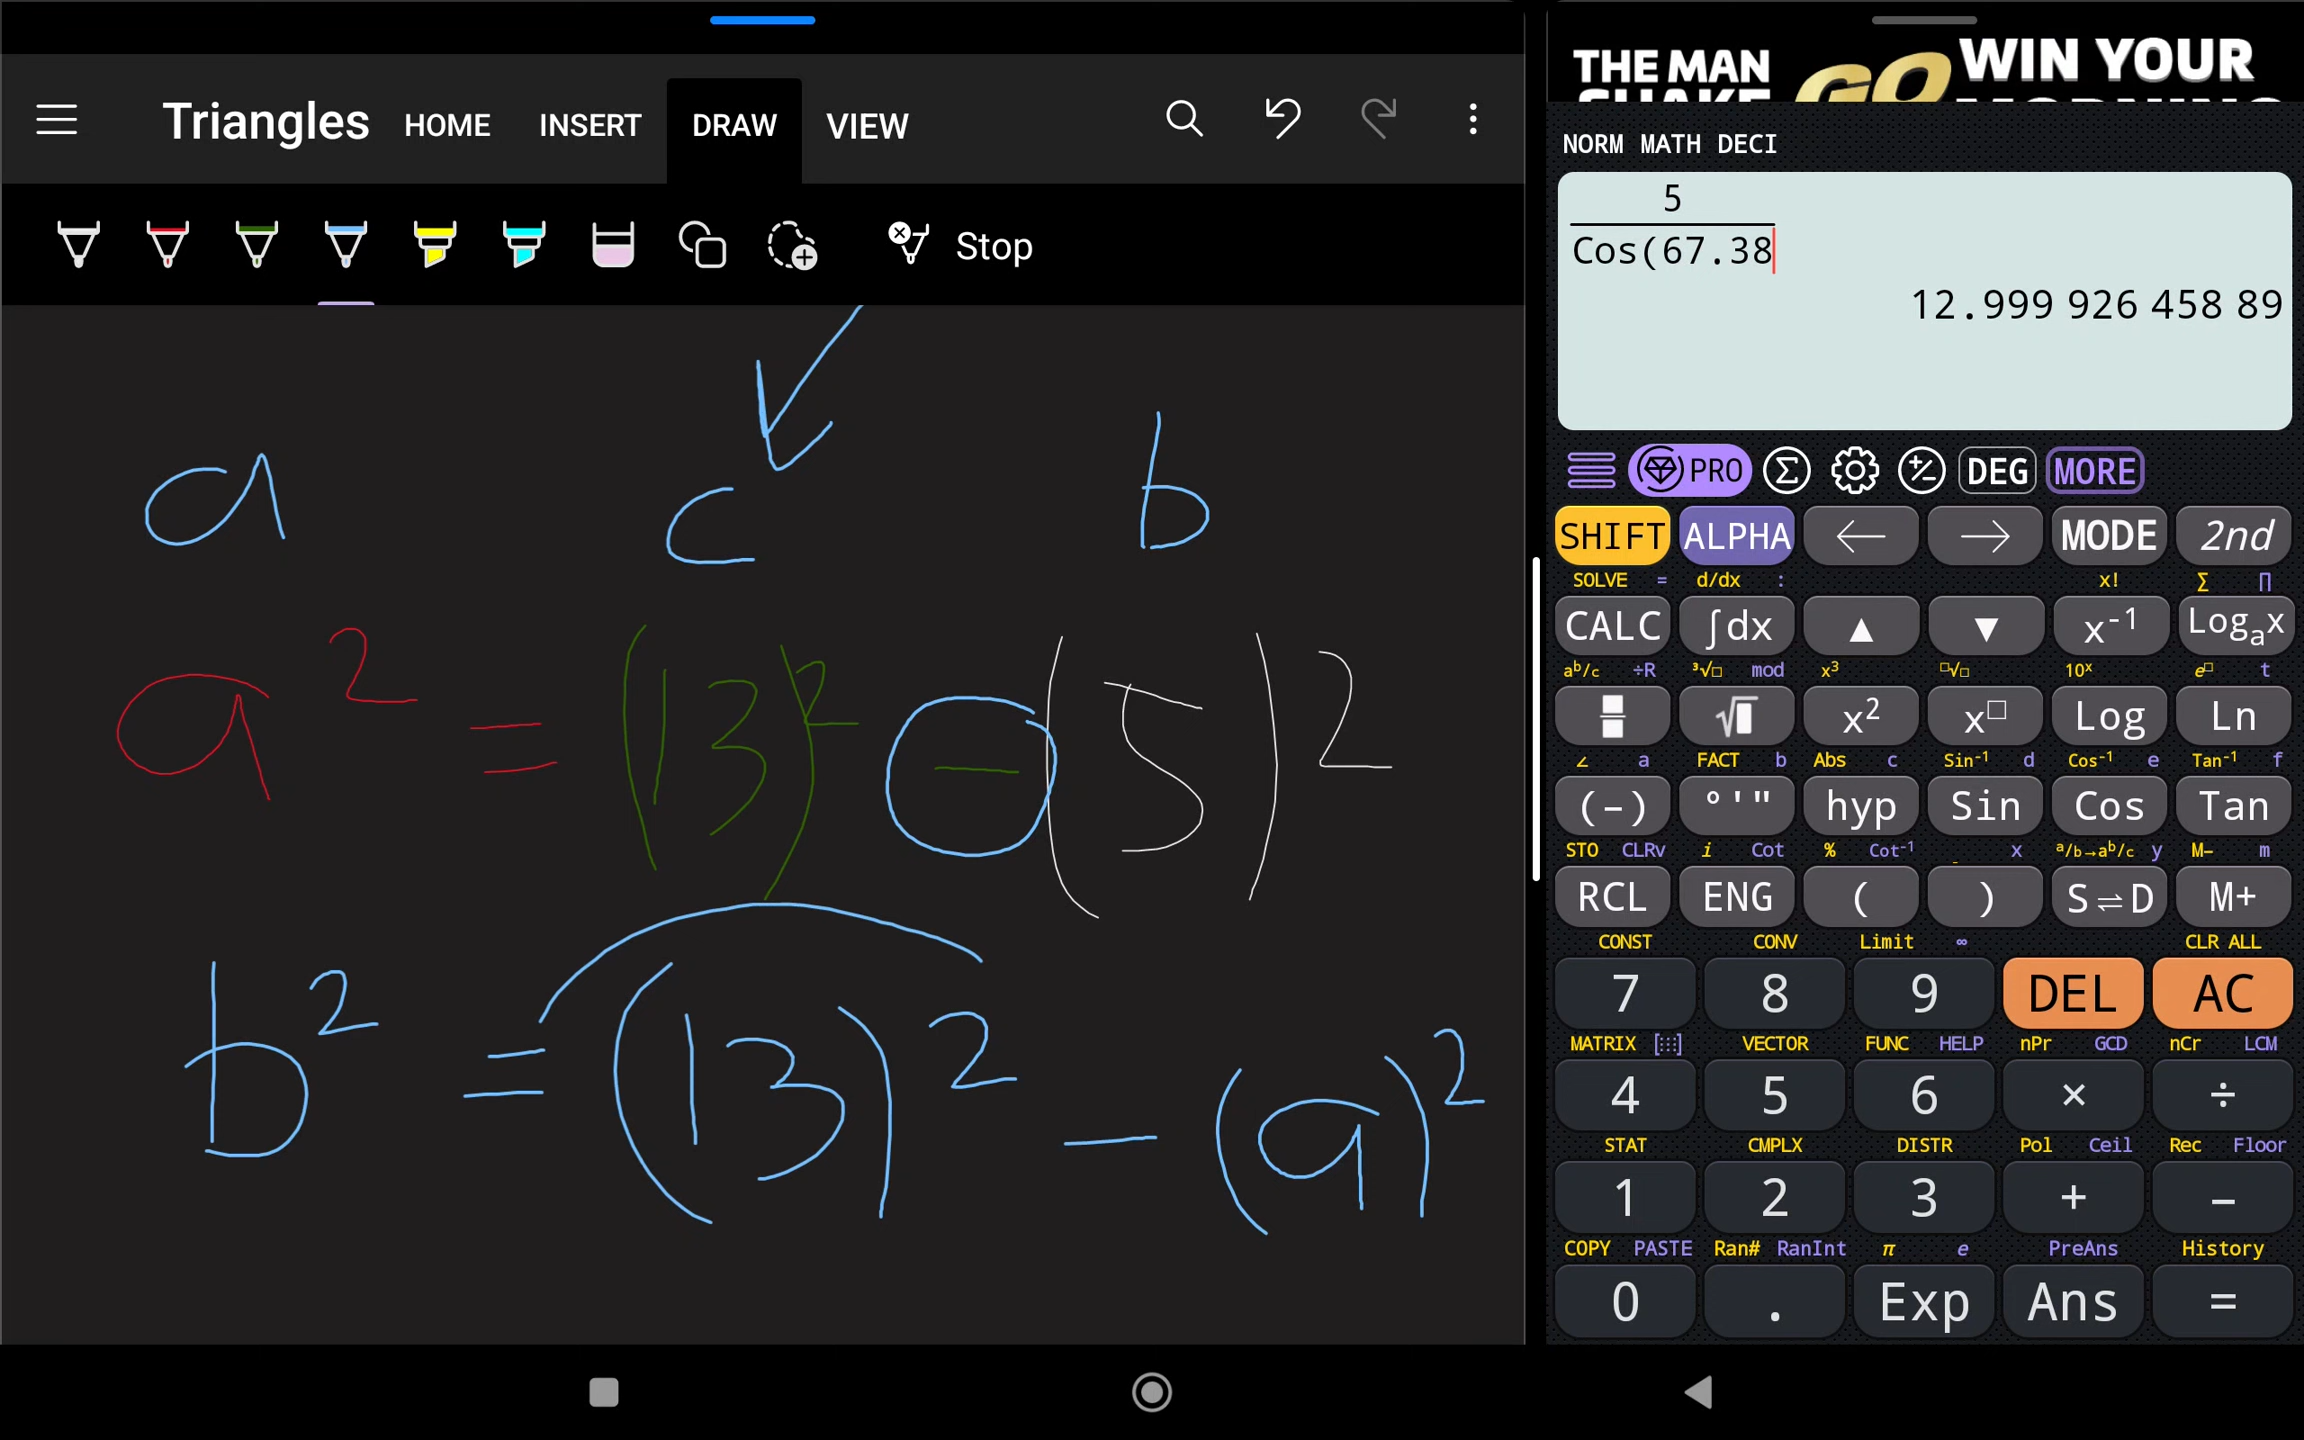 THE MAN GO WIN YOUR
Triangles HOME INSERT DRAW VIEW
NORM MATH DECI
Stop
5
Cos(67.38
12.999 926 458 89
PRO Σ +/- DEG MORE
SHIFT ALPHA ← → MODE 2nd
SOLVE = d/dx : x! Σ ∏
CALC ∫dx ▲ ▼ x⁻¹ Logₐx
aᵇ/c ÷R ³√□ mod x³ □√□ 10ˣ e□ t
√ x² x□ Log Ln
∠ a FACT b Abs c Sin⁻¹ d Cos⁻¹ e Tan⁻¹ f
(−) °'" hyp Sin Cos Tan
STO CLRv i Cot % Cot⁻¹ x a/b→aᵇ/c y M− m
RCL ENG ( ) S⇌D M+
CONST CONV Limit ∞ CLR ALL
7 8 9 DEL AC
MATRIX [:::] VECTOR FUNC HELP nPr GCD nCr LCM
4 5 6 × ÷
STAT CMPLX DISTR Pol Ceil Rec Floor
1 2 3 + −
COPY PASTE Ran# RanInt π e PreAns History
0 . Exp Ans =
a c b
a² = (13)² − (5)²
b² = (13)² − (a)²